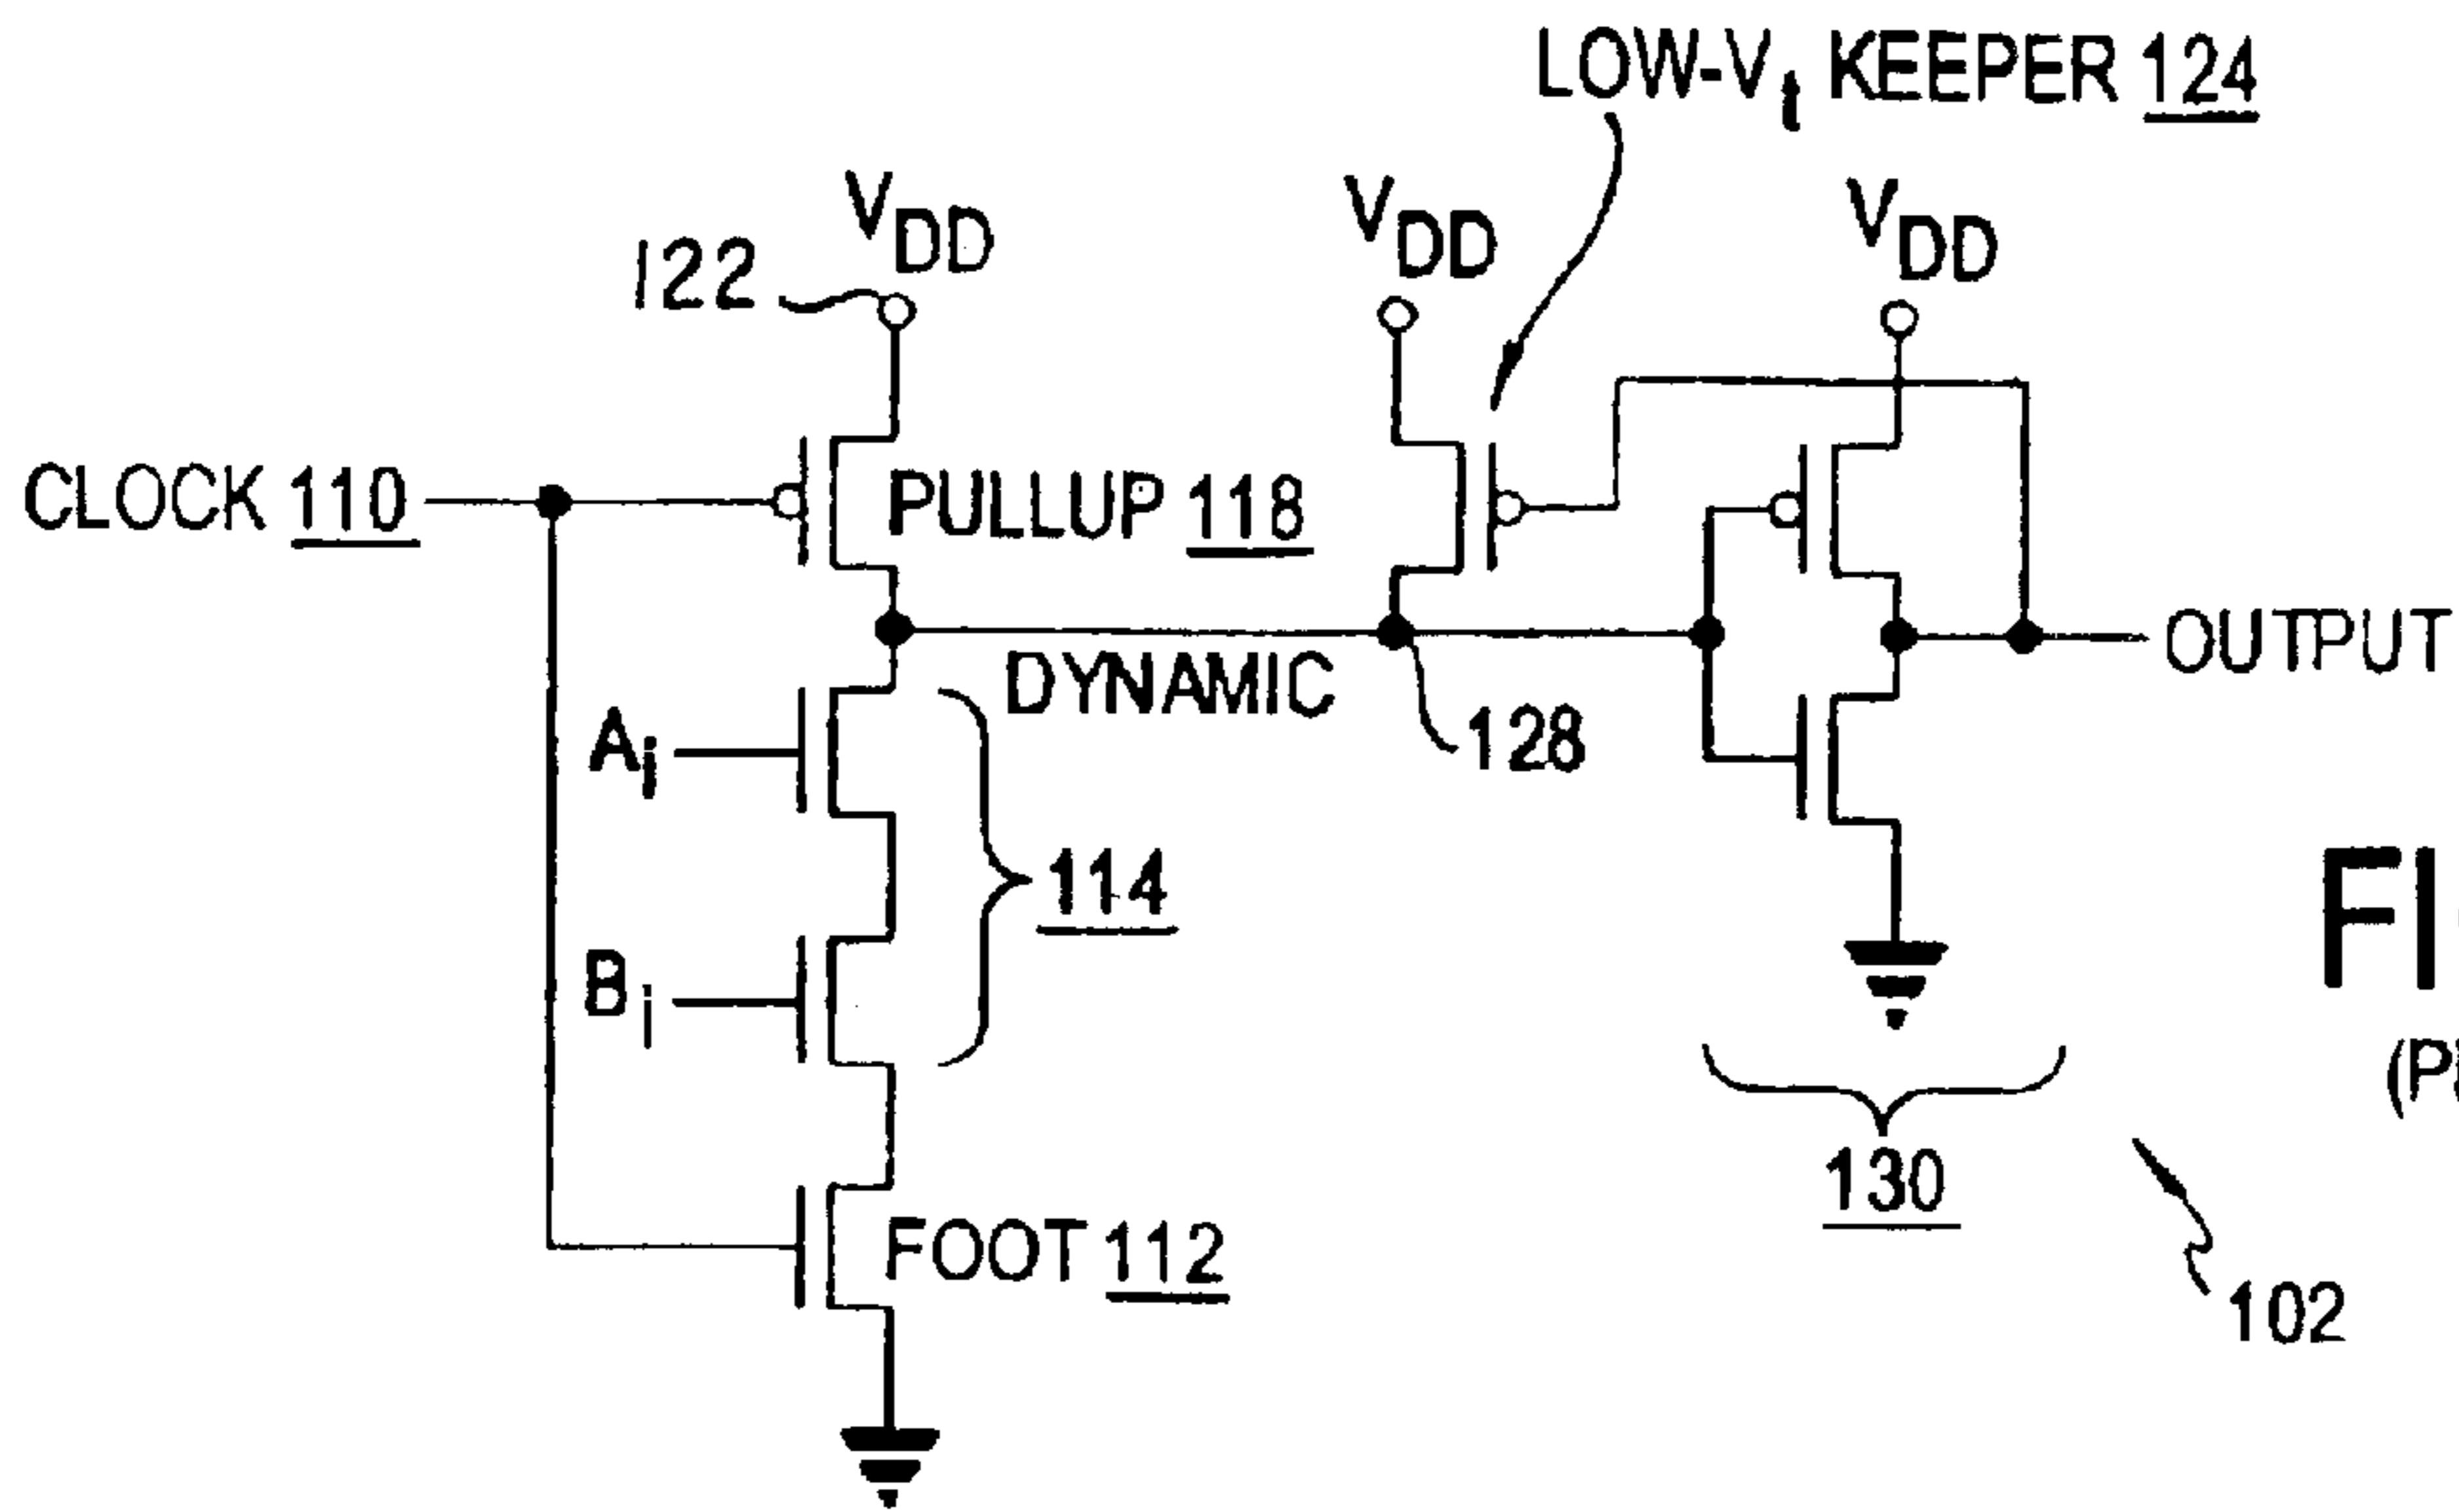 LOW-Vt KEEPER 124
VDD
VDD
VDD
122
CLOCK 110
PULLUP 118
DYNAMIC
OUTPUT
128
Ai
114
Bi
FOOT 112
130
102